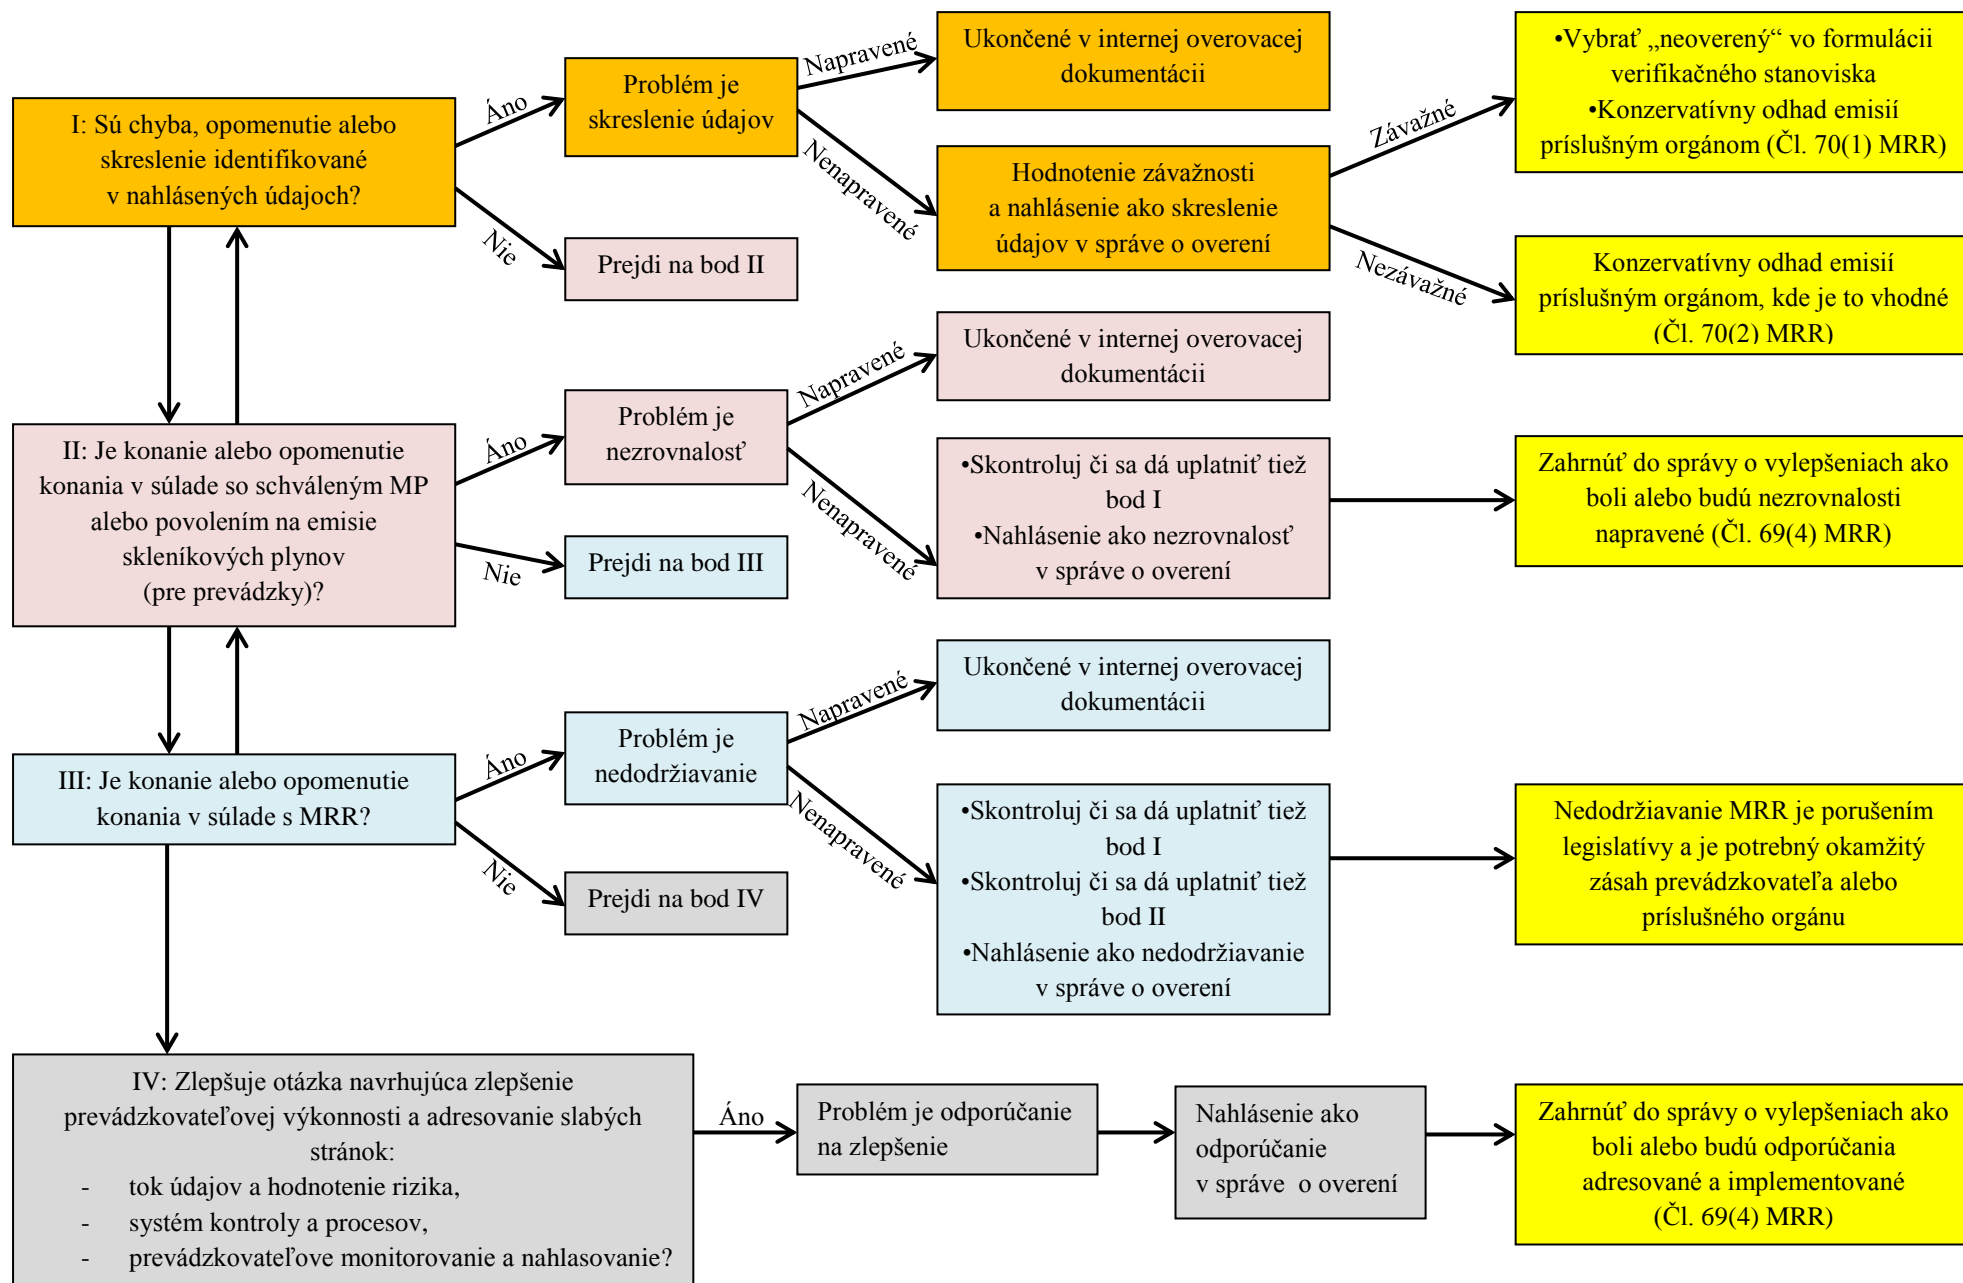 I: Sú chyba, opomenutie alebo
skreslenie identifikované
v nahlásených údajoch?
Áno
Nie
Problém je
skreslenie údajov
Prejdi na bod II
Napravené
Nenapravené
Ukončené v internej overovacej
dokumentácii
Hodnotenie závažnosti
a nahlásenie ako skreslenie
údajov v správe o overení
Závažné
Nezávažné
•Vybrať „neoverený“ vo formulácii
verifikačného stanoviska
•Konzervatívny odhad emisií
príslušným orgánom (Čl. 70(1) MRR)
Konzervatívny odhad emisií
príslušným orgánom, kde je to vhodné
(Čl. 70(2) MRR)
II: Je konanie alebo opomenutie
konania v súlade so schváleným MP
alebo povolením na emisie
skleníkových plynov
(pre prevádzky)?
Áno
Nie
Problém je
nezrovnalosť
Prejdi na bod III
Napravené
Nenapravené
Ukončené v internej overovacej
dokumentácii
•Skontroluj či sa dá uplatniť tiež
bod I
•Nahlásenie ako nezrovnalosť
v správe o overení
Zahrnúť do správy o vylepšeniach ako
boli alebo budú nezrovnalosti
napravené (Čl. 69(4) MRR)
III: Je konanie alebo opomenutie
konania v súlade s MRR?
Áno
Nie
Problém je
nedodržiavanie
Prejdi na bod IV
Napravené
Nenapravené
Ukončené v internej overovacej
dokumentácii
•Skontroluj či sa dá uplatniť tiež
bod I
•Skontroluj či sa dá uplatniť tiež
bod II
•Nahlásenie ako nedodržiavanie
v správe o overení
Nedodržiavanie MRR je porušením
legislatívy a je potrebný okamžitý
zásah prevádzkovateľa alebo
príslušného orgánu
IV: Zlepšuje otázka navrhujúca zlepšenie
prevádzkovateľovej výkonnosti a adresovanie slabých
stránok:
- tok údajov a hodnotenie rizika,
- systém kontroly a procesov,
- prevádzkovateľove monitorovanie a nahlasovanie?
Áno
Problém je odporúčanie
na zlepšenie
Nahlásenie ako
odporúčanie
v správe o overení
Zahrnúť do správy o vylepšeniach ako
boli alebo budú odporúčania
adresované a implementované
(Čl. 69(4) MRR)